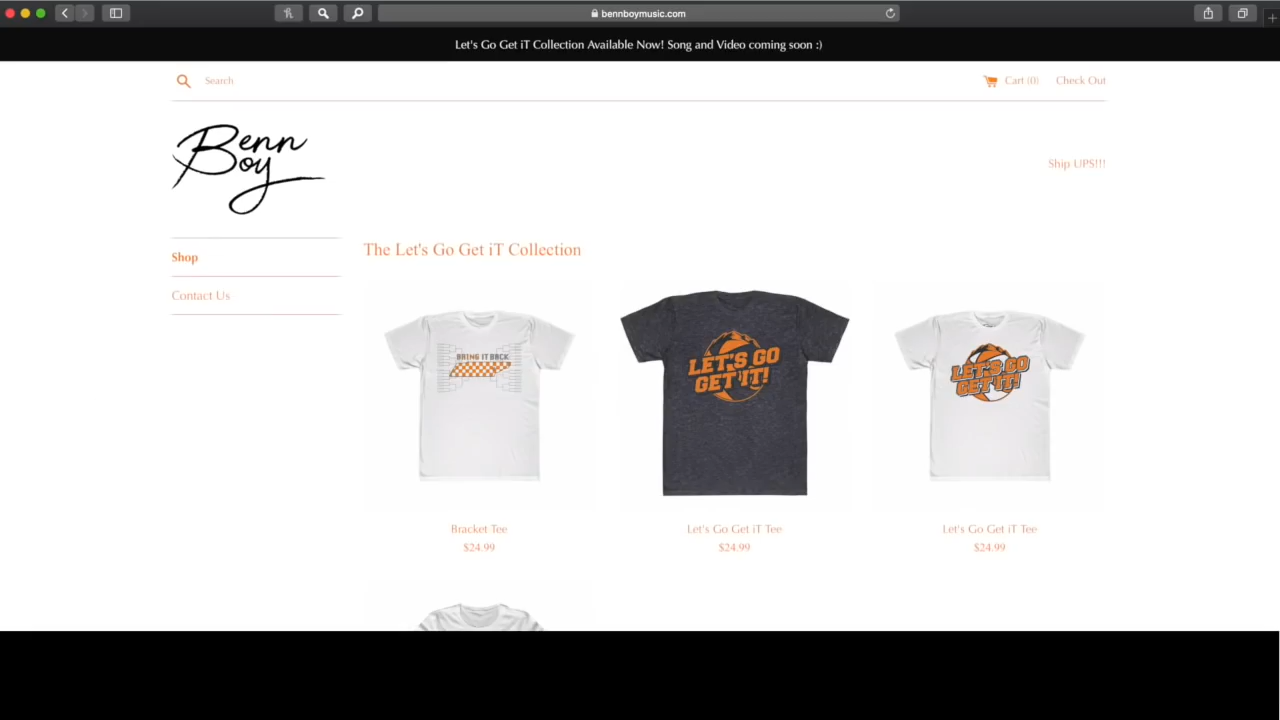 bennboymusic.com
Let's Go Get iT Collection Available Now! Song and Video coming soon :)
Search
Cart (0) Check Out
Benn
Boy
Ship UPS!!!
Shop
Contact Us
The Let's Go Get iT Collection
BRING IT BACK
LET'S GO
GET IT!
LET'S GO
GET IT!
Bracket Tee
$24.99
Let's Go Get iT Tee
$24.99
Let's Go Get iT Tee
$24.99